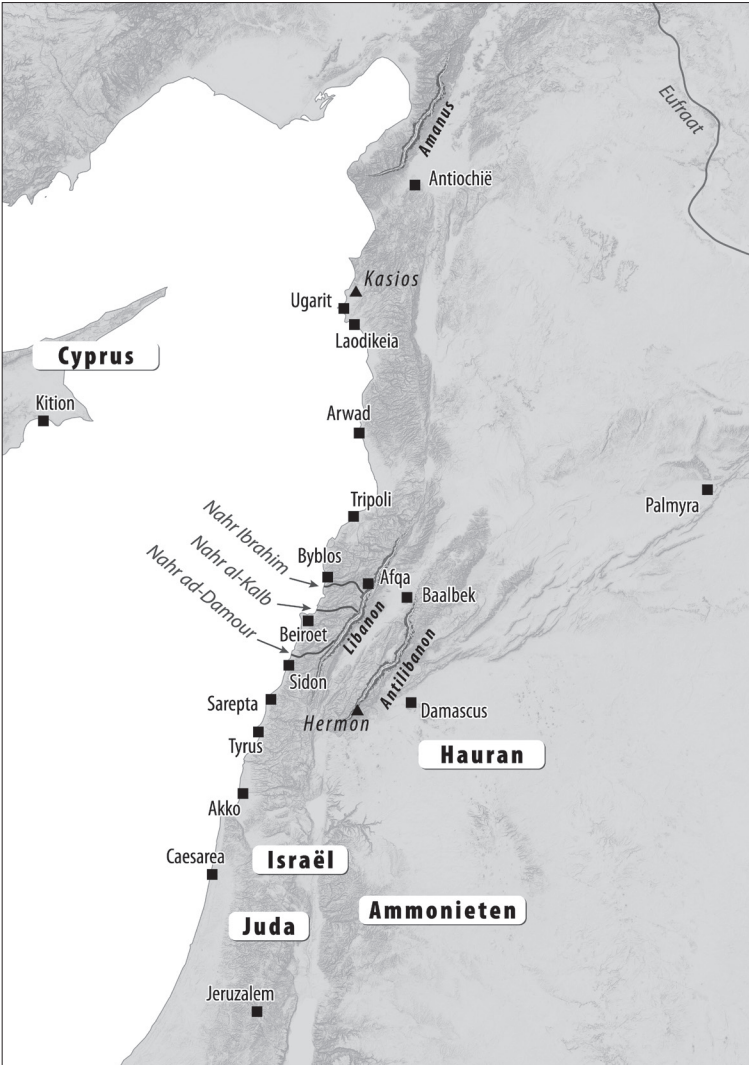 Eufraat
Amanus
Antiochië
Kasios
Ugarit
Laodikeia
Cyprus
Kition
Arwad
Palmyra
Tripoli
Nahr Ibrahim
Byblos
Nahr al-Kalb
Afqa
Baalbek
Nahr ad-Damour
Beiroet
Libanon
Sidon
Antilibanon
Sarepta
Hermon
Damascus
Tyrus
Hauran
Akko
Caesarea
Israël
Ammonieten
Juda
Jeruzalem